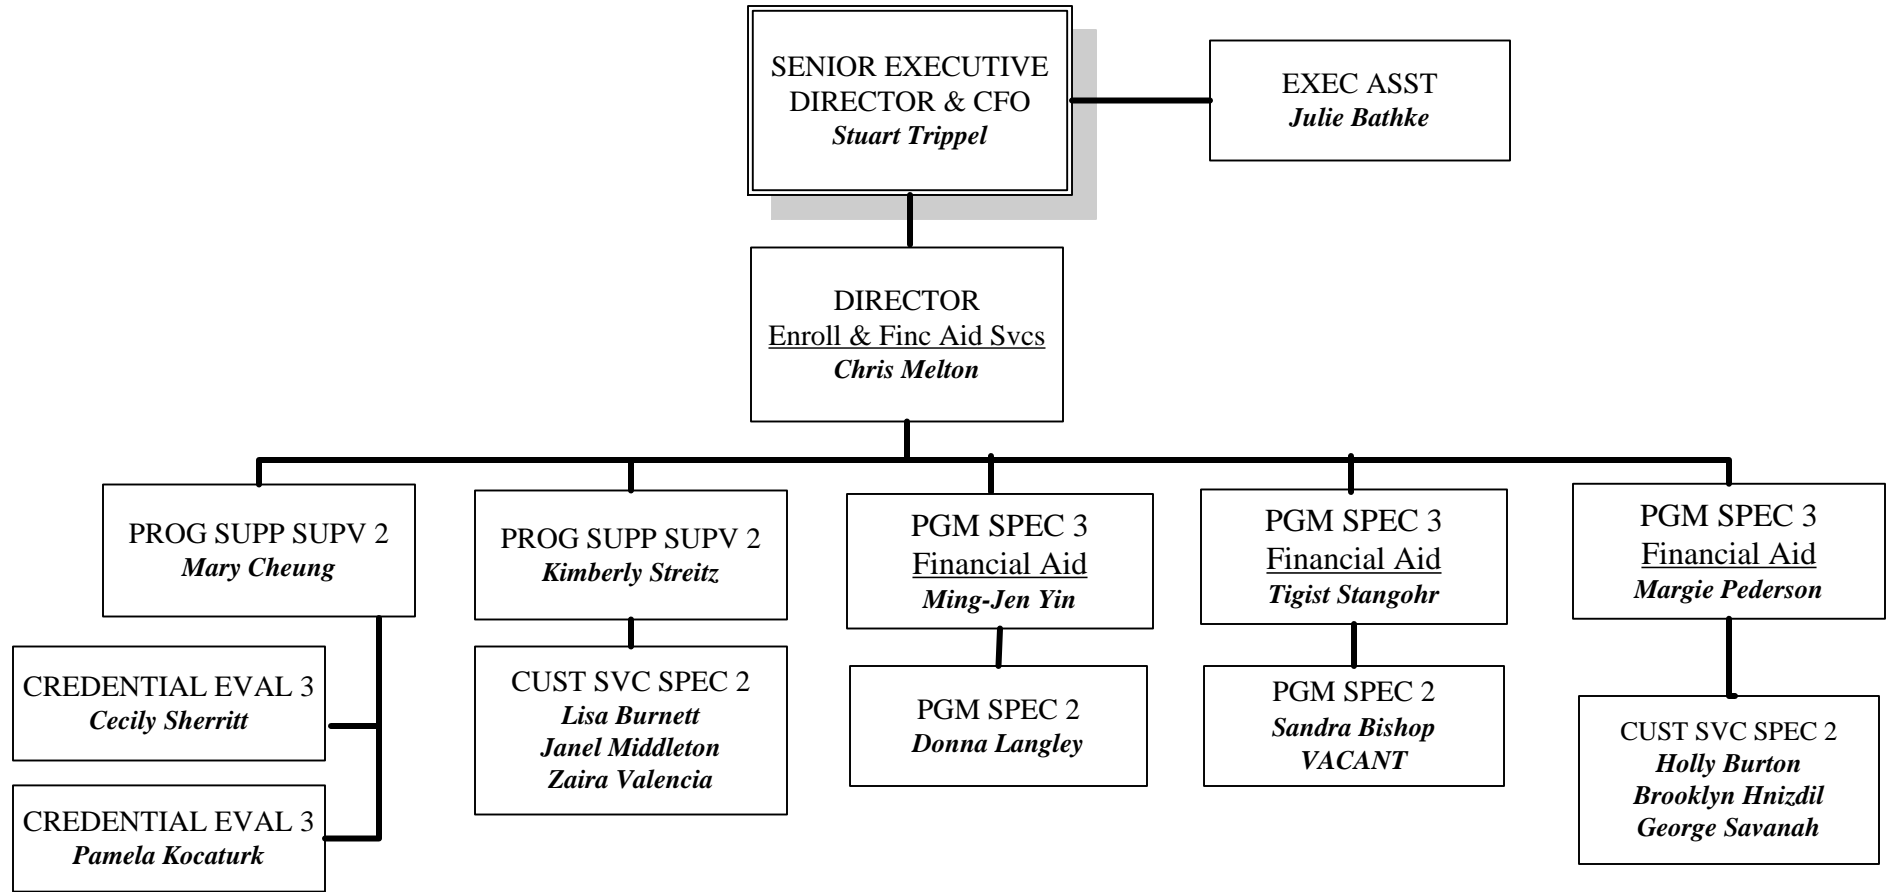 SENIOR EXECUTIVE
DIRECTOR & CFO
Stuart Trippel
EXEC ASST
Julie Bathke
DIRECTOR
Enroll & Finc Aid Svcs
Chris Melton
PROG SUPP SUPV 2
Mary Cheung
PROG SUPP SUPV 2
Kimberly Streitz
PGM SPEC 3
Financial Aid
Ming-Jen Yin
PGM SPEC 3
Financial Aid
Tigist Stangohr
PGM SPEC 3
Financial Aid
Margie Pederson
CREDENTIAL EVAL 3
Cecily Sherritt
CREDENTIAL EVAL 3
Pamela Kocaturk
CUST SVC SPEC 2
Lisa Burnett
Janel Middleton
Zaira Valencia
PGM SPEC 2
Donna Langley
PGM SPEC 2
Sandra Bishop
VACANT
CUST SVC SPEC 2
Holly Burton
Brooklyn Hnizdil
George Savanah